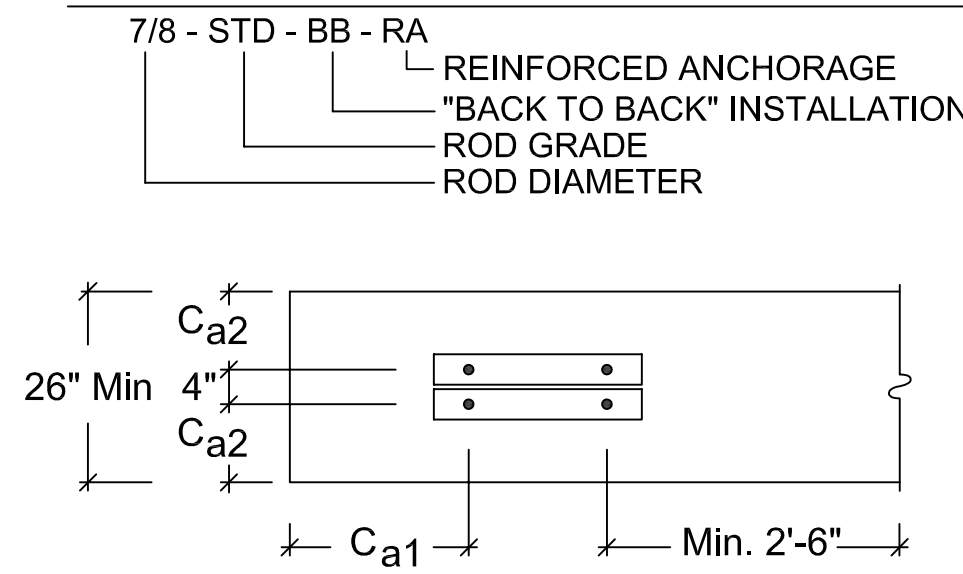 7/8 - STD - BB - RA
REINFORCED ANCHORAGE
"BACK TO BACK" INSTALLATION
ROD GRADE
ROD DIAMETER
Ca2
26" Min 4"
Ca2
Ca1
Min. 2'-6"